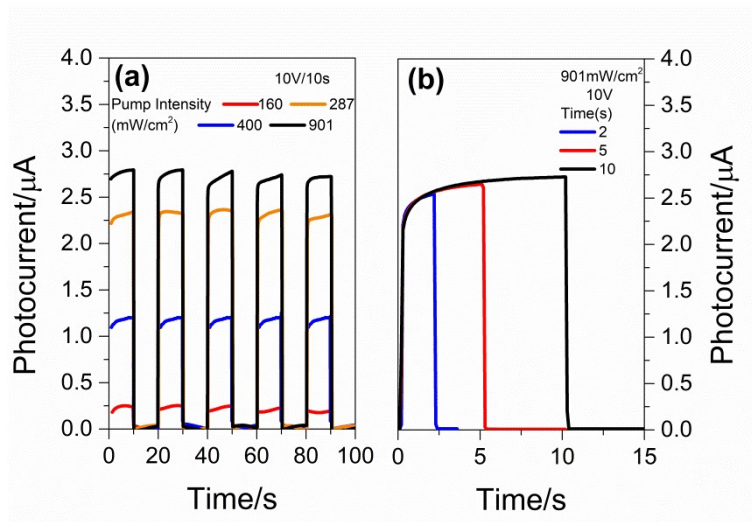 (a)
10V/10s
Pump Intensity 160 287
(mW/cm²) 400 901
Photocurrent/μA
4.0
3.5
3.0
2.5
2.0
1.5
1.0
0.5
0.0
0 20 40 60 80 100
Time/s
(b)
901mW/cm²
10V
Time(s)
2
5
10
4.0
3.5
3.0
2.5
2.0
1.5
1.0
0.5
0.0
Photocurrent/μA
0 5 10 15
Time/s